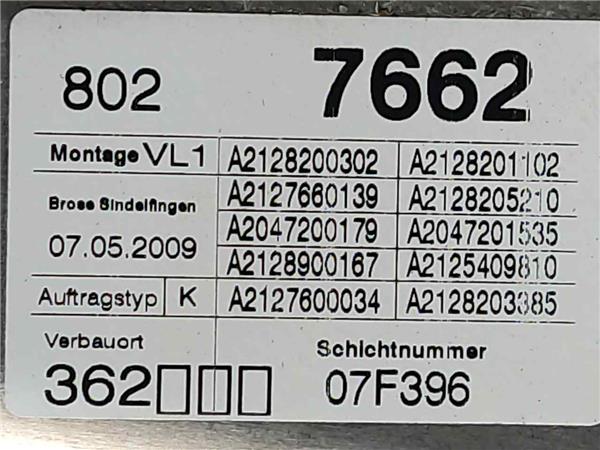 802 7662
Montage VL1 A2128200302 A2128201102
A2127660139 A2128205210
Brose Sindelfingen
A2047200179 A2047201535
07.05.2009
A2128900167 A2125409810
Auftragstyp K A2127600034 A2128203385
Verbauort Schichtnummer
362□□□ 07F396